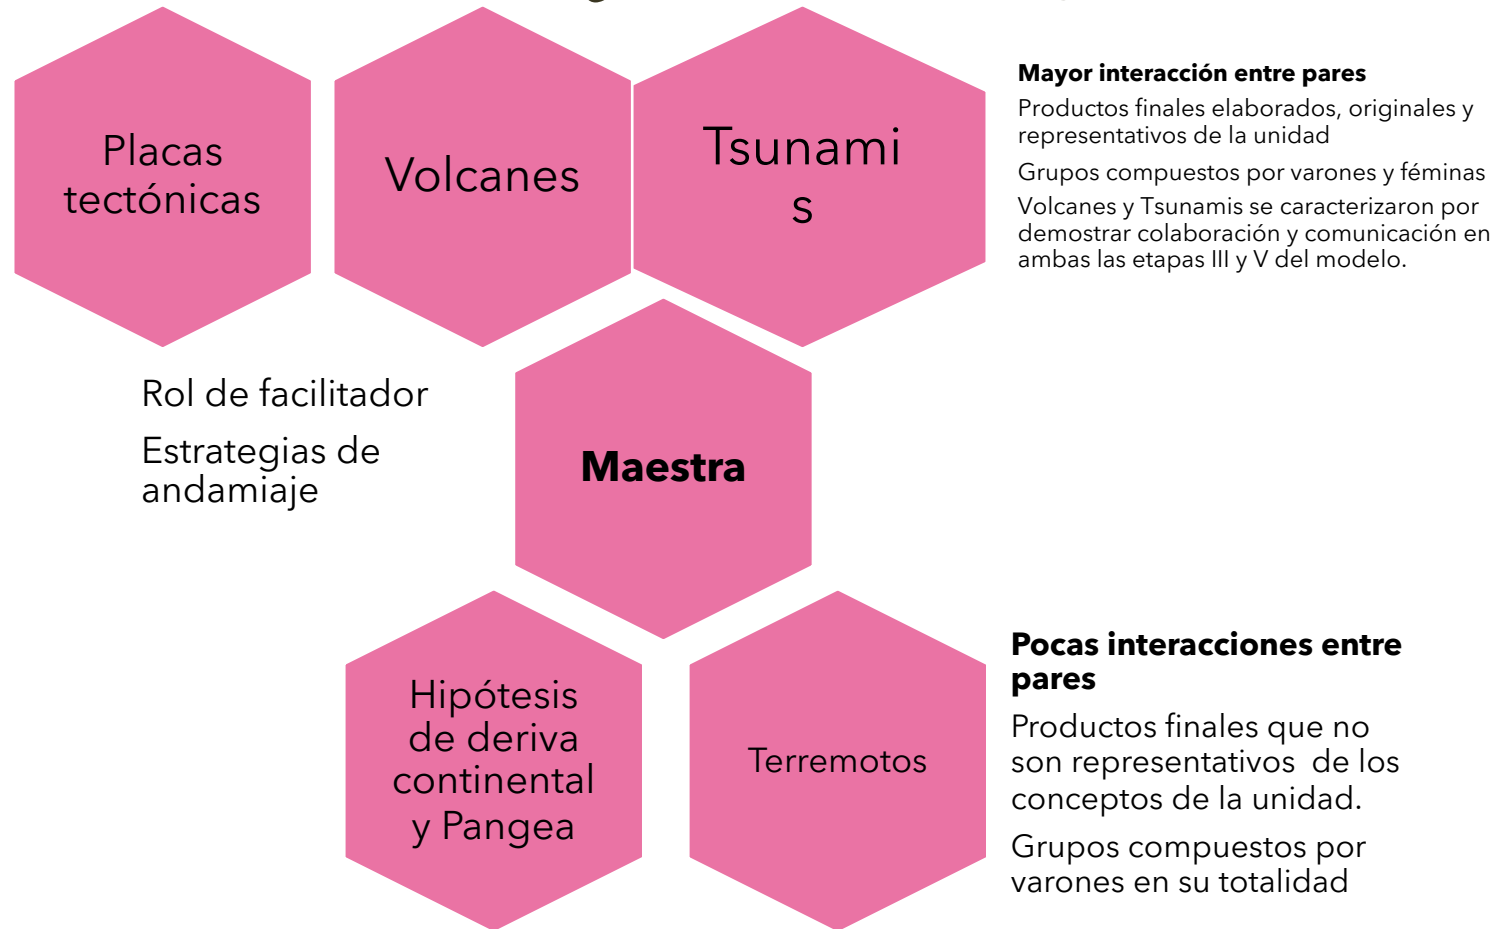 Placas
tectónicas
Volcanes
Tsunami
s
Mayor interacción entre pares
Productos finales elaborados, originales y
representativos de la unidad
Grupos compuestos por varones y féminas
Volcanes y Tsunamis se caracterizaron por
demostrar colaboración y comunicación en
ambas las etapas III y V del modelo.
Rol de facilitador
Estrategias de
andamiaje
Maestra
Hipótesis
de deriva
continental
y Pangea
Terremotos
Pocas interacciones entre
pares
Productos finales que no
son representativos  de los
conceptos de la unidad.
Grupos compuestos por
varones en su totalidad